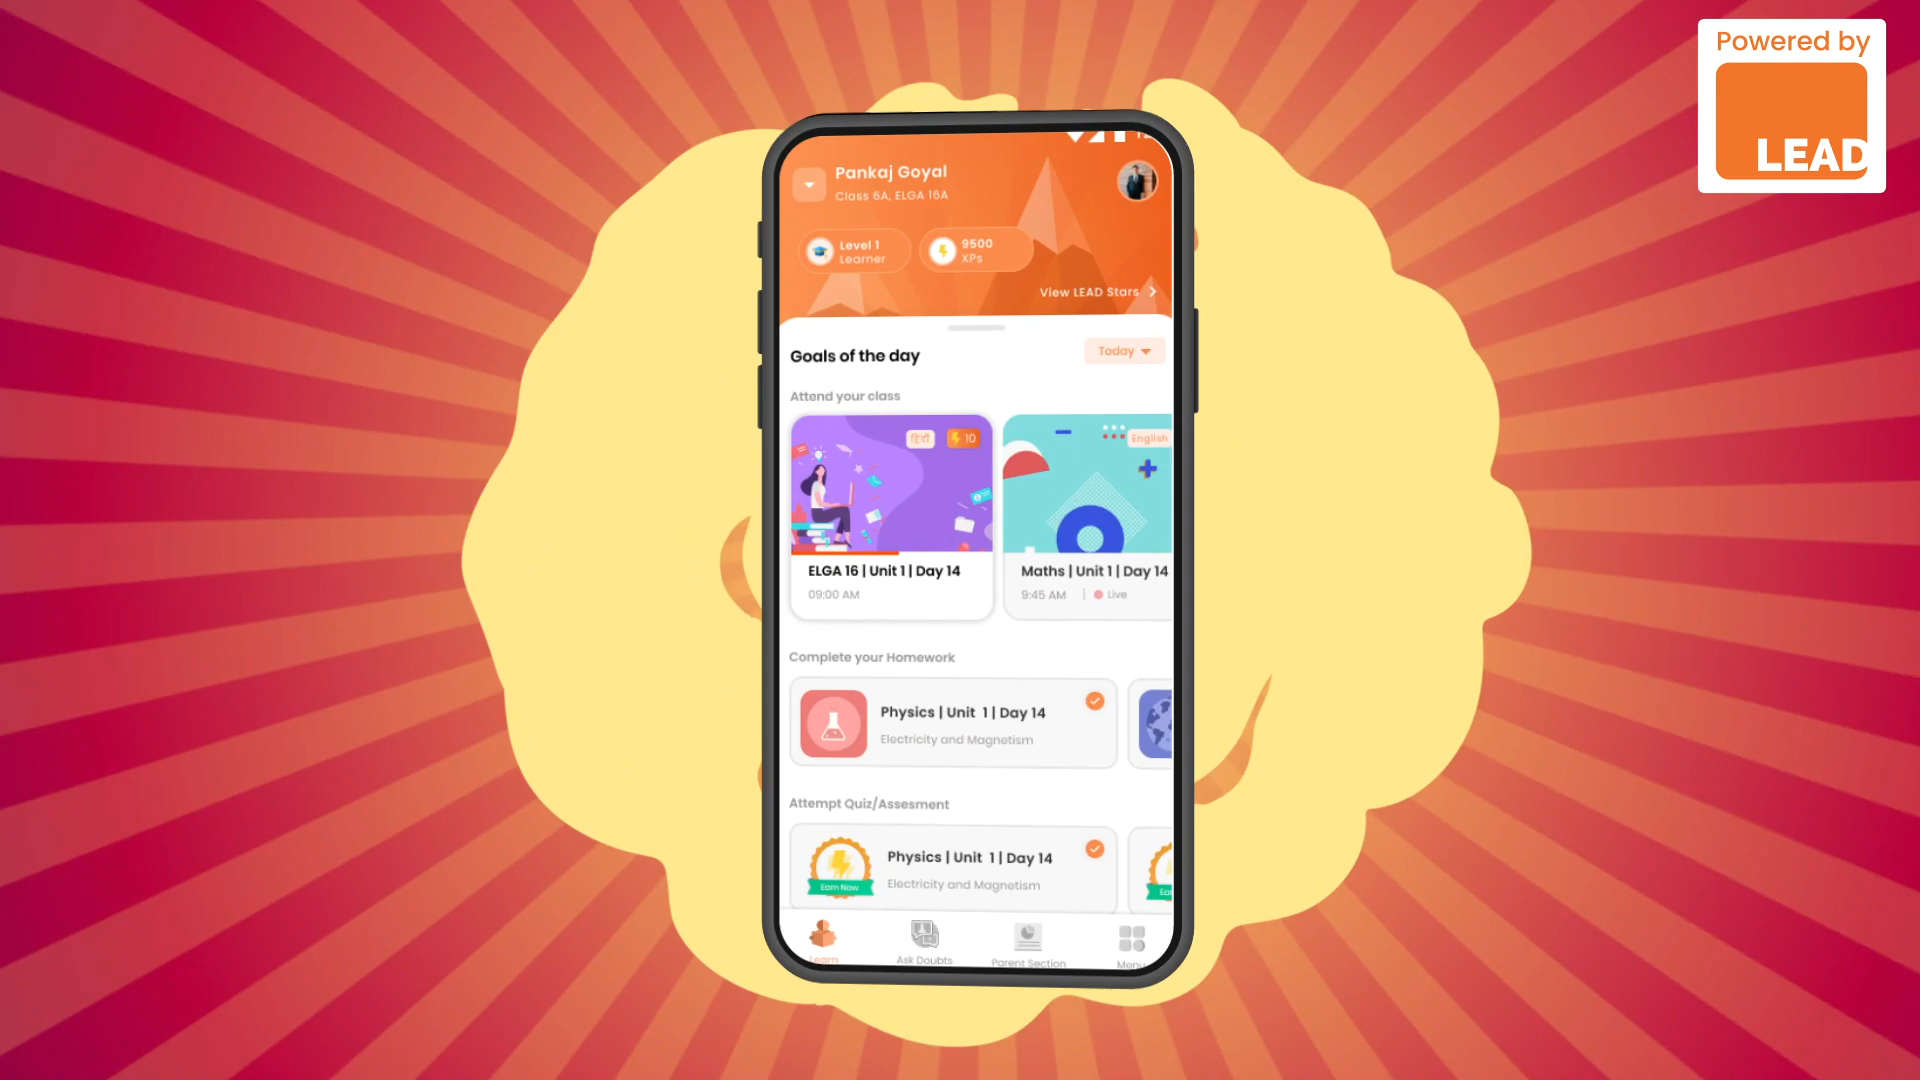 Powered by
LEAD
Pankaj Goyal
Class 6A, ELGA 16A
Level 1
Learner
9500
XPs
View LEAD Stars
Goals of the day
Today
Attend your class
हिंदी
10
English
ELGA 16 | Unit 1 | Day 14
09:00 AM
Maths | Unit 1 | Day 14
9:45 AM | Live
Complete your Homework
Physics | Unit 1 | Day 14
Electricity and Magnetism
Attempt Quiz/Assesment
Physics | Unit 1 | Day 14
Electricity and Magnetism
Earn Now
Learn
Ask Doubts
Parent Section
Menu